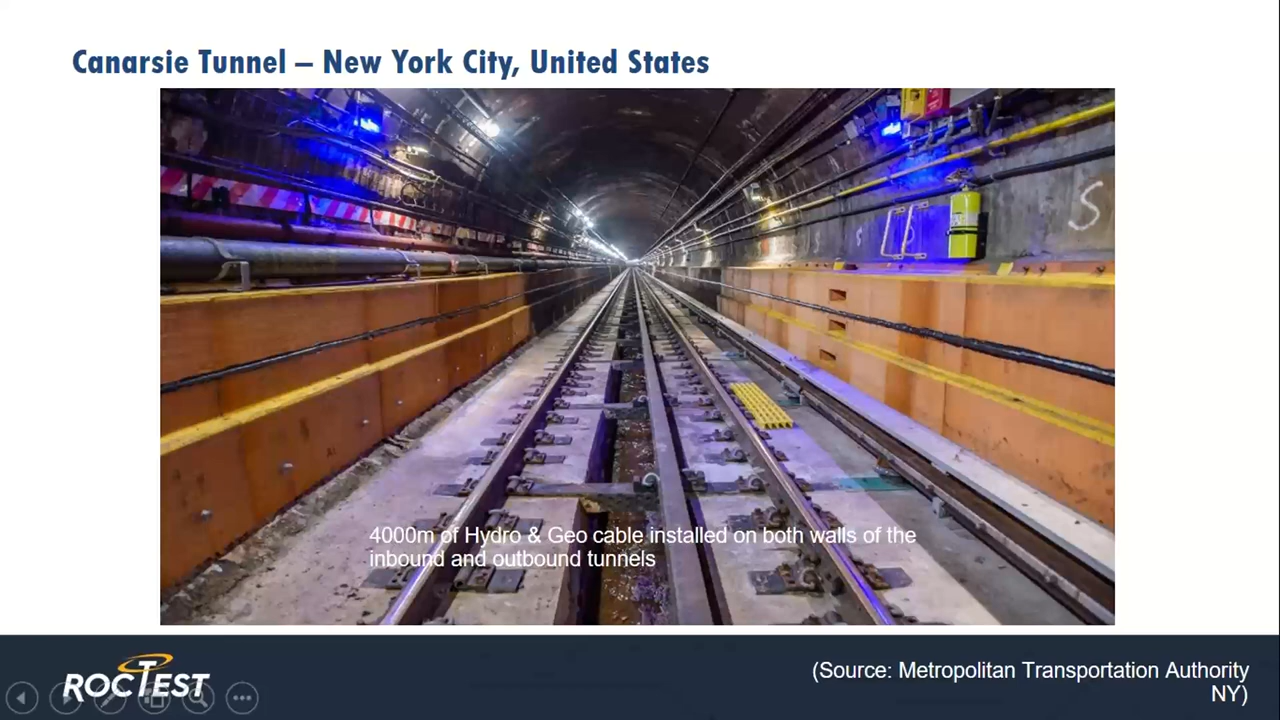 Canarsie Tunnel – New York City, United States
S
4000m of Hydro & Geo cable installed on both walls of the
inbound and outbound tunnels
ROCTEST
(Source: Metropolitan Transportation Authority
NY)